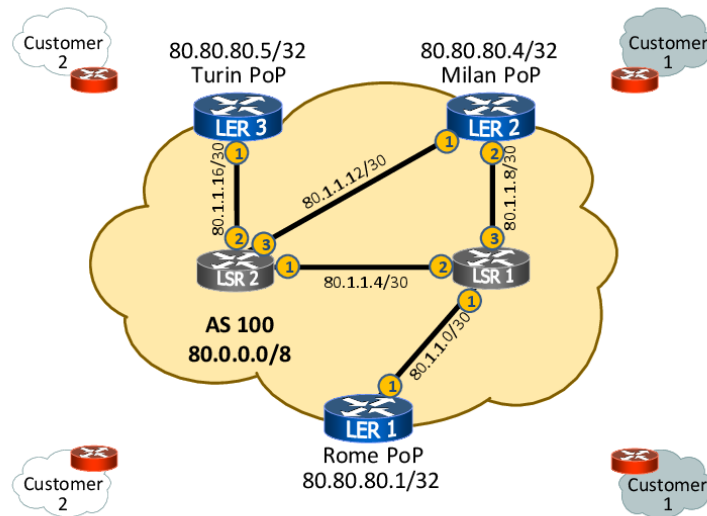 Customer
2
80.80.80.5/32
Turin PoP
80.80.80.4/32
Milan PoP
Customer
1
LER 3
LER 2
1
1
2
80.1.1.16/30
80.1.1.12/30
80.1.1.8/30
2
3
3
LSR 2
1
2
LSR 1
80.1.1.4/30
1
AS 100
80.0.0.0/8
80.1.1.0/30
1
LER 1
Rome PoP
80.80.80.1/32
Customer
2
Customer
1